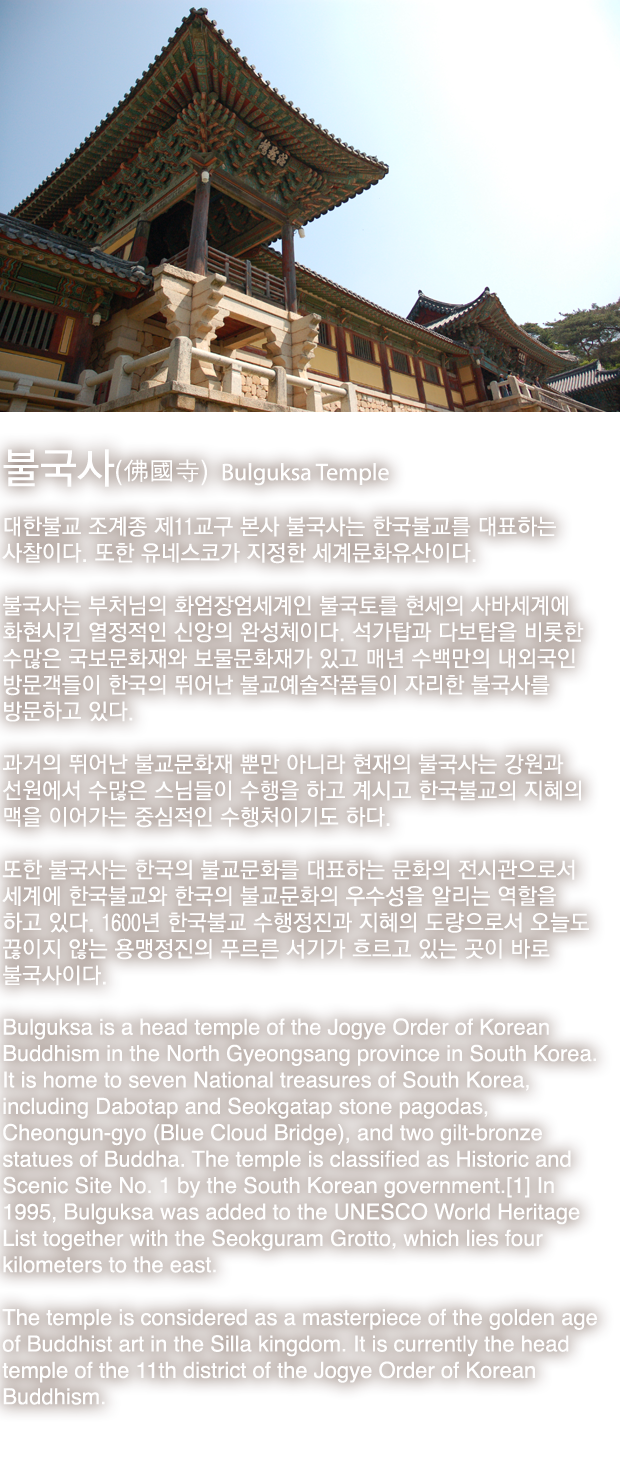 불국사(佛國寺) Bulguksa Temple
대한불교 조계종 제11교구 본사 불국사는 한국불교를 대표하는
사찰이다. 또한 유네스코가 지정한 세계문화유산이다.
불국사는 부처님의 화엄장엄세계인 불국토를 현세의 사바세계에
화현시킨 열정적인 신앙의 완성체이다. 석가탑과 다보탑을 비롯한
수많은 국보문화재와 보물문화재가 있고 매년 수백만의 내외국인
방문객들이 한국의 뛰어난 불교예술작품들이 자리한 불국사를
방문하고 있다.
과거의 뛰어난 불교문화재 뿐만 아니라 현재의 불국사는 강원과
선원에서 수많은 스님들이 수행을 하고 계시고 한국불교의 지혜의
맥을 이어가는 중심적인 수행처이기도 하다.
또한 불국사는 한국의 불교문화를 대표하는 문화의 전시관으로서
세계에 한국불교와 한국의 불교문화의 우수성을 알리는 역할을
하고 있다. 1600년 한국불교 수행정진과 지혜의 도량으로서 오늘도
끊이지 않는 용맹정진의 푸르른 서기가 흐르고 있는 곳이 바로
불국사이다.
Bulguksa is a head temple of the Jogye Order of Korean
Buddhism in the North Gyeongsang province in South Korea.
It is home to seven National treasures of South Korea,
including Dabotap and Seokgatap stone pagodas,
Cheongun-gyo (Blue Cloud Bridge), and two gilt-bronze
statues of Buddha. The temple is classified as Historic and
Scenic Site No. 1 by the South Korean government.[1] In
1995, Bulguksa was added to the UNESCO World Heritage
List together with the Seokguram Grotto, which lies four
kilometers to the east.
The temple is considered as a masterpiece of the golden age
of Buddhist art in the Silla kingdom. It is currently the head
temple of the 11th district of the Jogye Order of Korean
Buddhism.